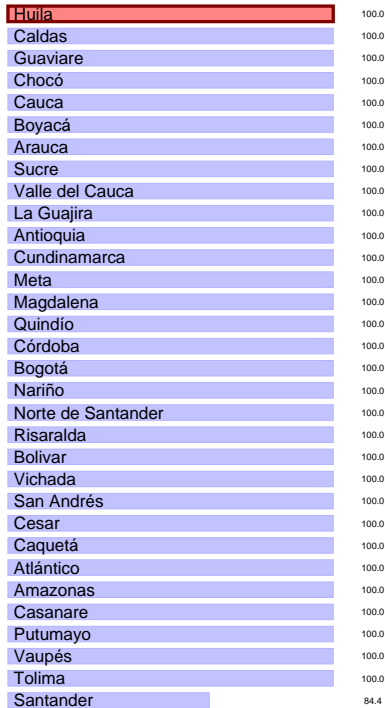 Huila 100.0
Caldas 100.0
Guaviare 100.0
Chocó 100.0
Cauca 100.0
Boyacá 100.0
Arauca 100.0
Sucre 100.0
Valle del Cauca 100.0
La Guajira 100.0
Antioquia 100.0
Cundinamarca 100.0
Meta 100.0
Magdalena 100.0
Quindío 100.0
Córdoba 100.0
Bogotá 100.0
Nariño 100.0
Norte de Santander 100.0
Risaralda 100.0
Bolivar 100.0
Vichada 100.0
San Andrés 100.0
Cesar 100.0
Caquetá 100.0
Atlántico 100.0
Amazonas 100.0
Casanare 100.0
Putumayo 100.0
Vaupés 100.0
Tolima 100.0
Santander 84.4